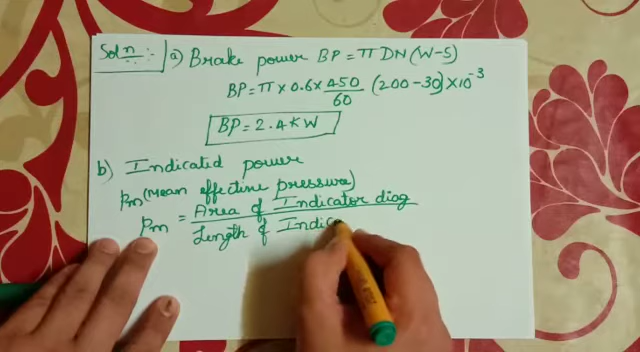 Soln :- a) Brake power BP = π DN (W-S)
BP = π × 0.6 × 450/60 (200-30) × 10⁻³
BP = 2.4 KW
b) Indicated power
Pm (Mean effective pressure)
Pm = Area of Indicator diag
Length of Indic